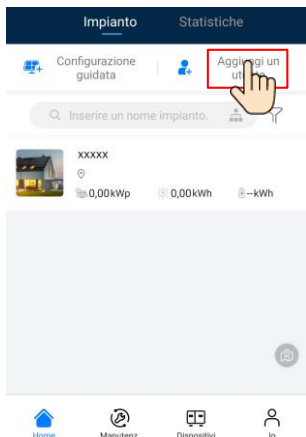 Impianto Statistiche
Configurazione guidata
Aggiungi un
Inserire un nome impianto.
xxxxx
0,00kWp 0,00kWh --kWh
Home Manutenz Dispositivi Io